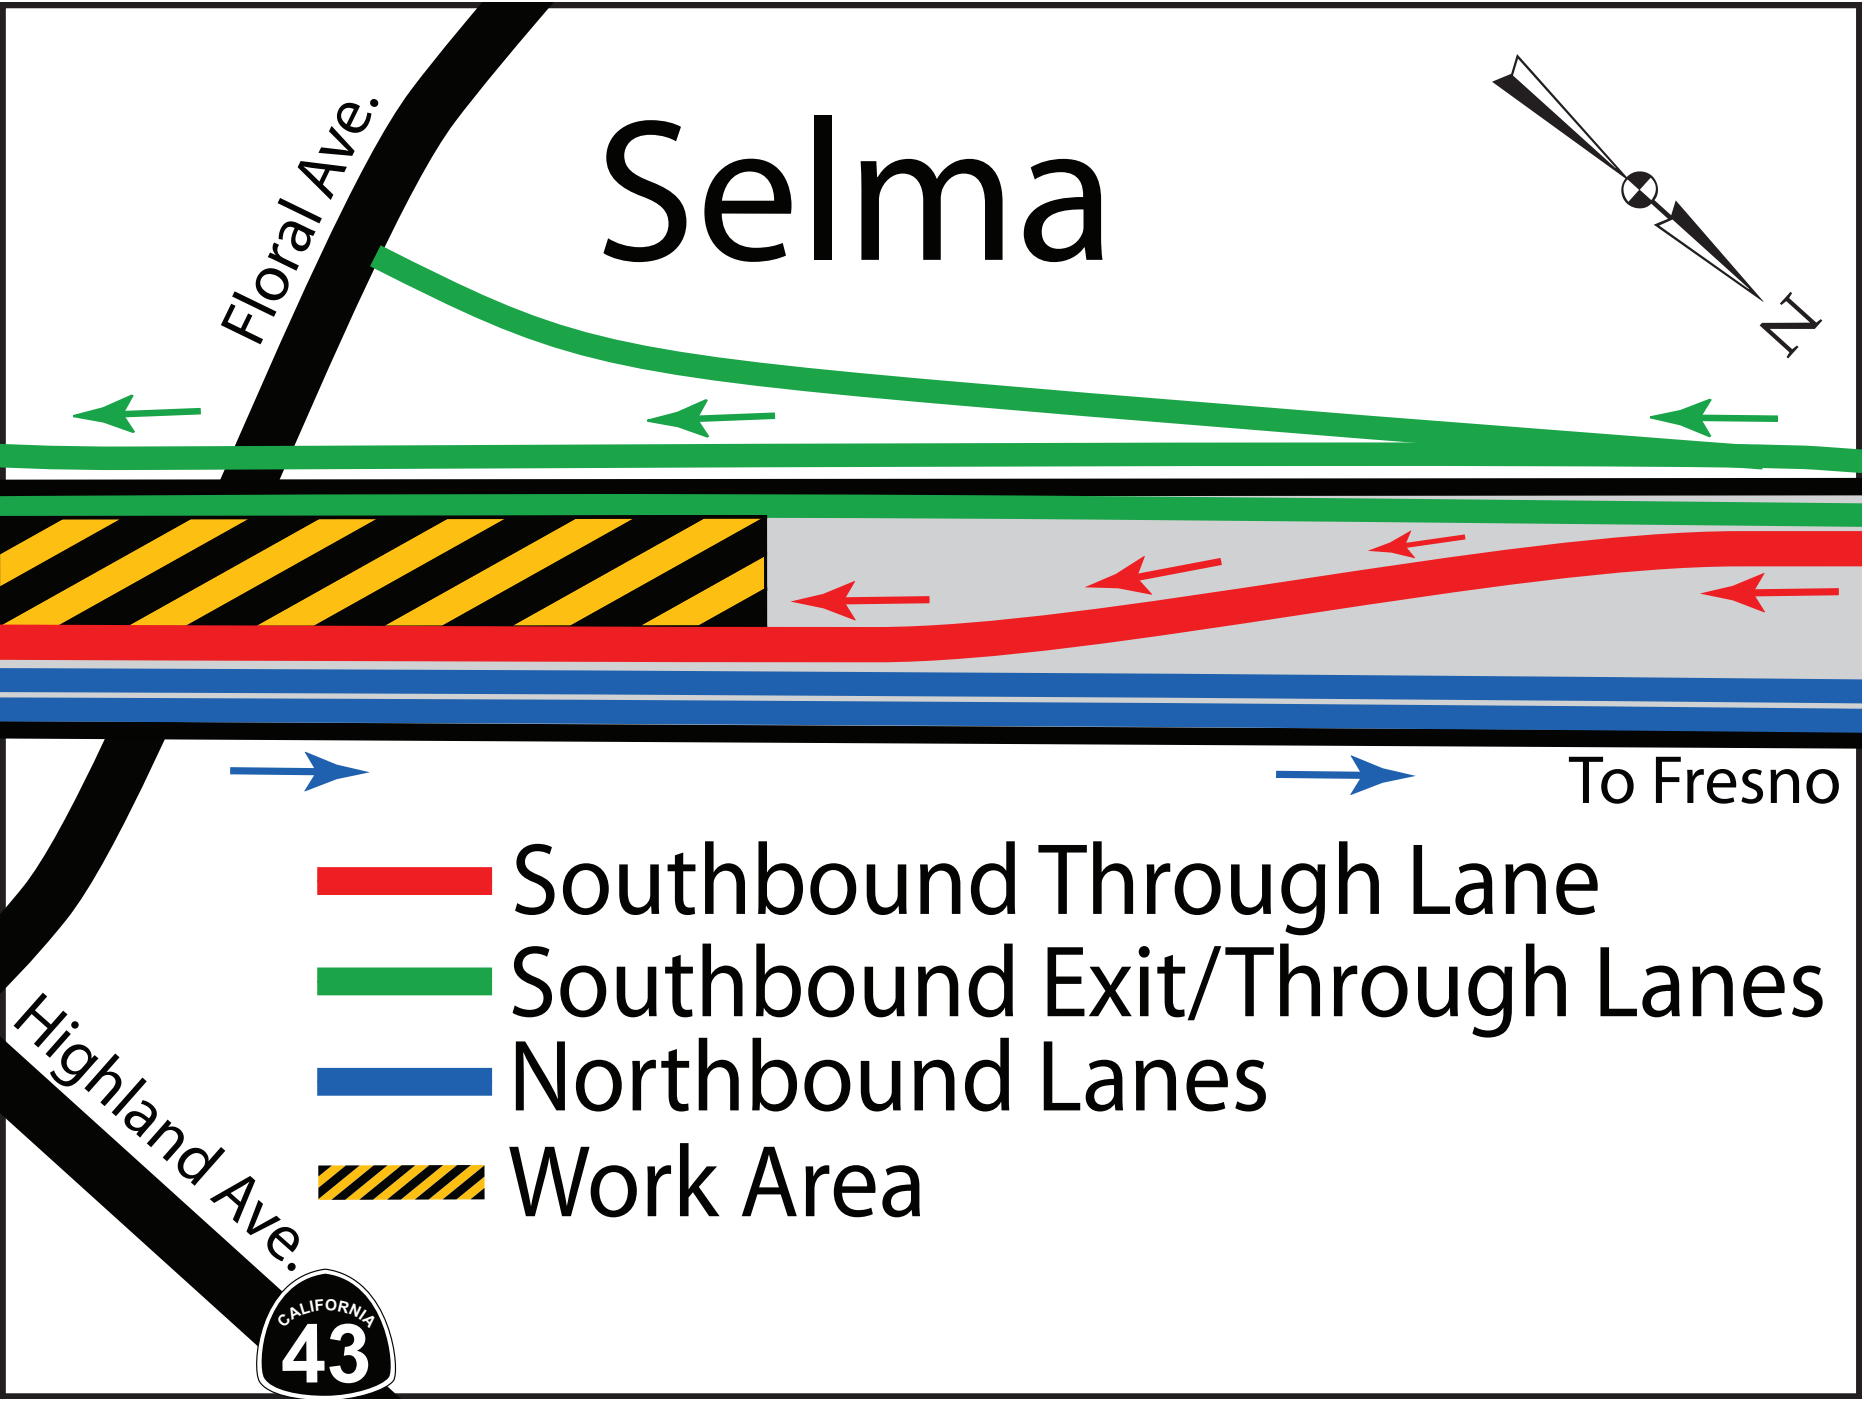 Selma
Floral Ave.
N
To Fresno
Southbound Through Lane
Southbound Exit/Through Lanes
Northbound Lanes
Work Area
Highland Ave.
CALIFORNIA
43